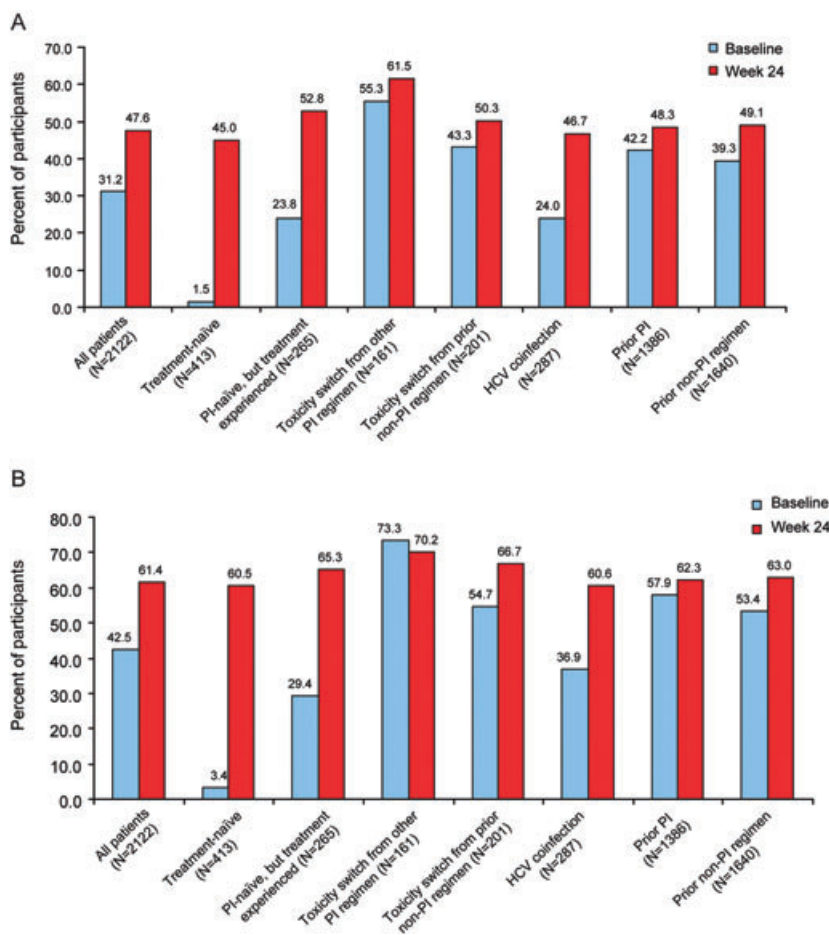 A
Baseline
Week 24
Percent of participants
70.0
60.0
50.0
40.0
30.0
20.0
10.0
0.0
31.2
47.6
1.5
45.0
23.8
52.8
55.3
61.5
43.3
50.3
24.0
46.7
42.2
48.3
39.3
49.1
All patients
(N=2122)
Treatment-naïve
(N=413)
PI-naïve, but treatment
experienced (N=265)
Toxicity switch from other
PI regimen (N=161)
Toxicity switch from prior
non-PI regimen (N=201)
HCV coinfection
(N=287)
Prior PI
(N=1386)
Prior non-PI regimen
(N=1640)
B
Baseline
Week 24
Percent of participants
80.0
70.0
60.0
50.0
40.0
30.0
20.0
10.0
0.0
42.5
61.4
3.4
60.5
29.4
65.3
73.3
70.2
54.7
66.7
36.9
60.6
57.9
62.3
53.4
63.0
All patients
(N=2122)
Treatment-naïve
(N=413)
PI-naïve, but treatment
experienced (N=265)
Toxicity switch from other
PI regimen (N=161)
Toxicity switch from prior
non-PI regimen (N=201)
HCV coinfection
(N=287)
Prior PI
(N=1386)
Prior non-PI regimen
(N=1640)